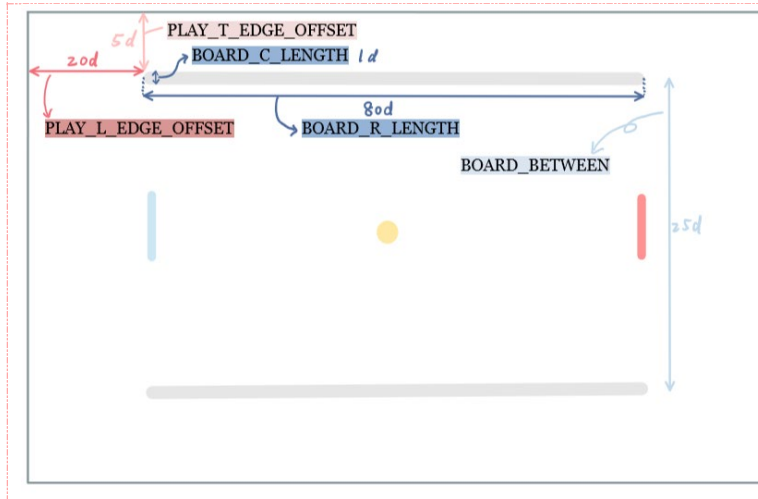 5d
PLAY_T_EDGE_OFFSET
BOARD_C_LENGTH 1d
20d
80d
PLAY_L_EDGE_OFFSET
BOARD_R_LENGTH
BOARD_BETWEEN
25d